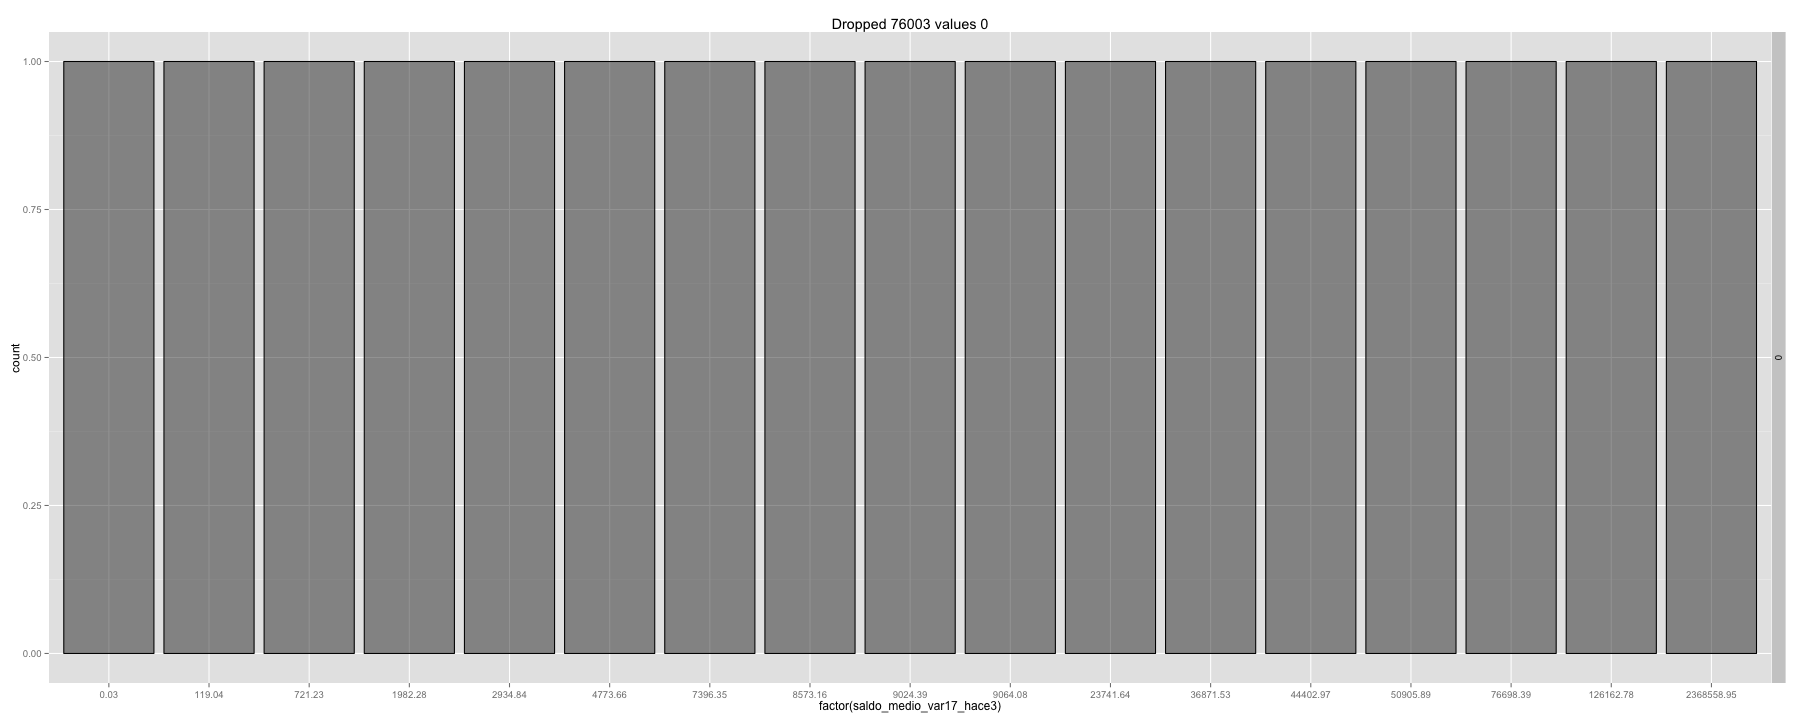 Dropped 76003 values 0
1.00
0.75
0.50
0.25
0.00
count
0
0.03 119.04 721.23 1982.28 2934.84 4773.66 7396.35 8573.16 9024.39 9064.08 23741.64 36871.53 44402.97 50905.89 76698.39 126162.78 2368558.95
factor(saldo_medio_var17_hace3)